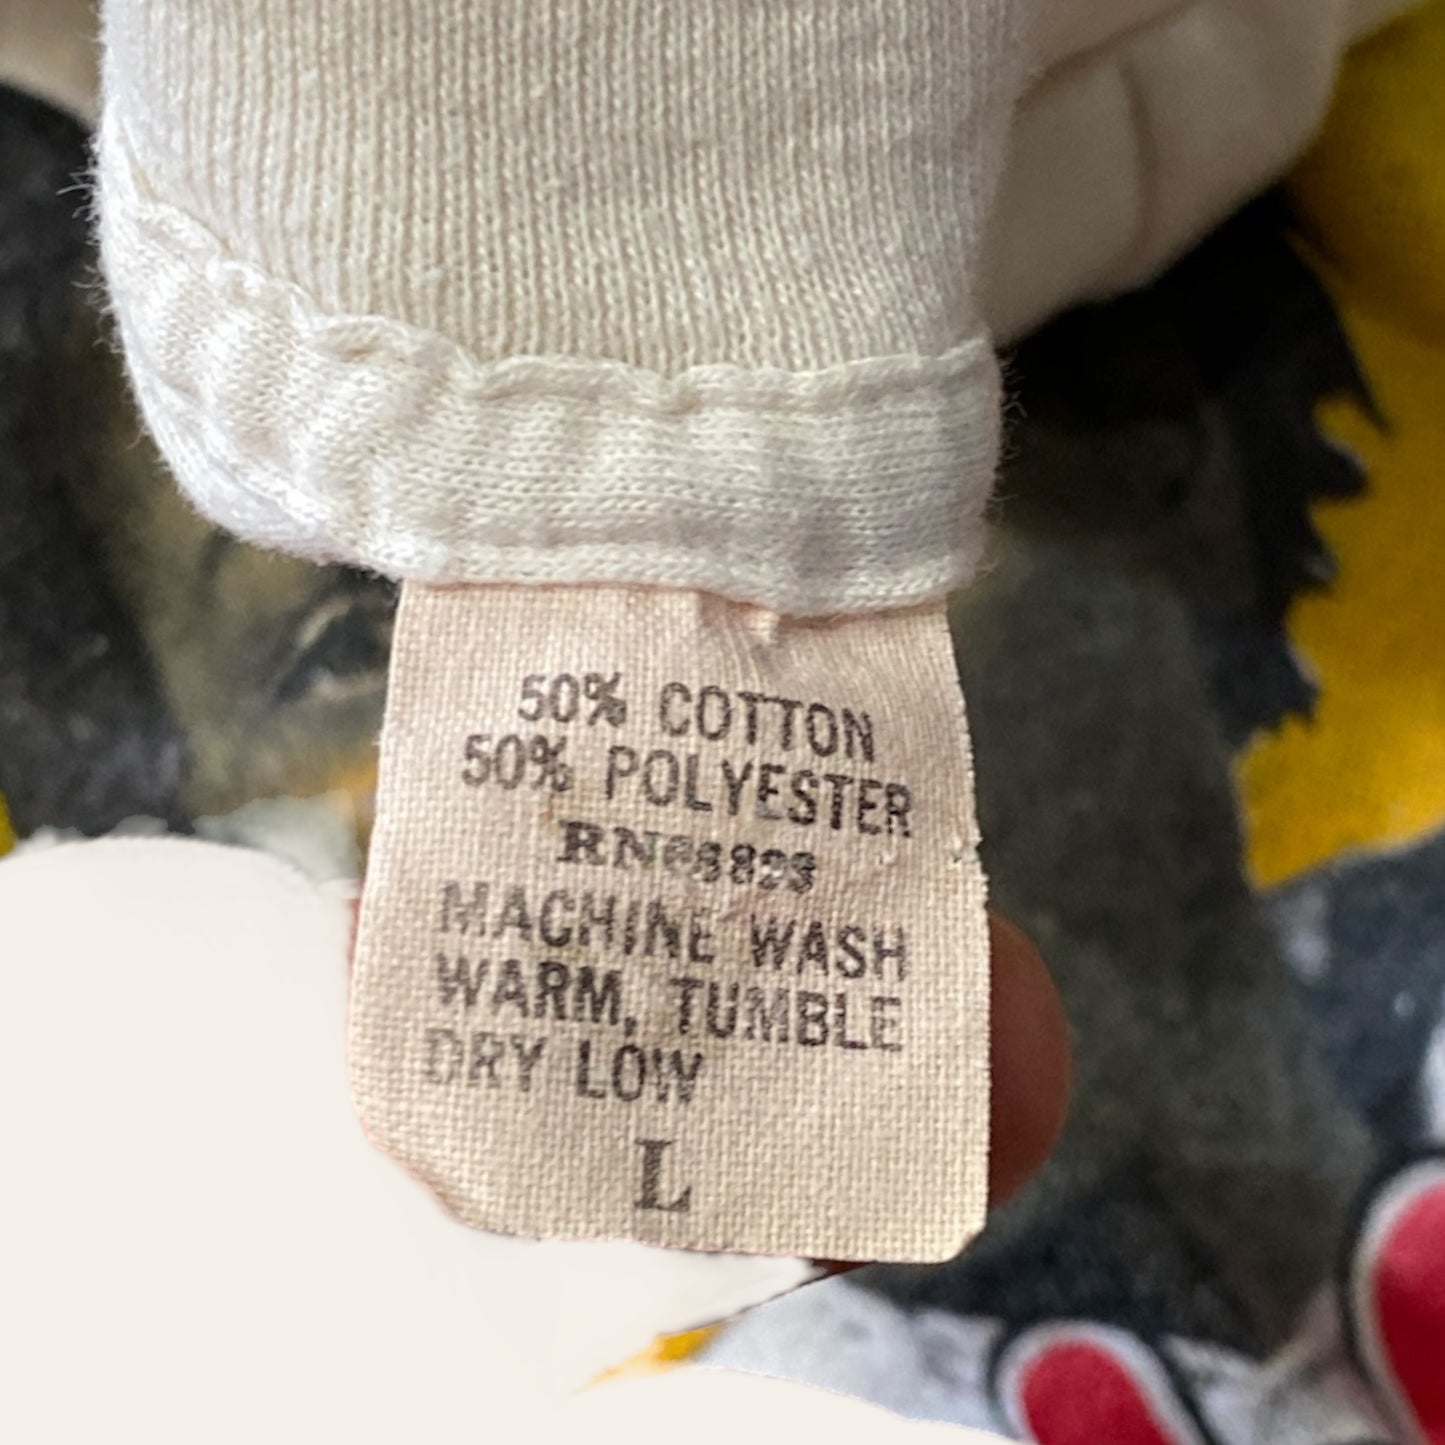 50% COTTON
50% POLYESTER
MACHINE WASH
WARM, TUMBLE
DRY LOW
L